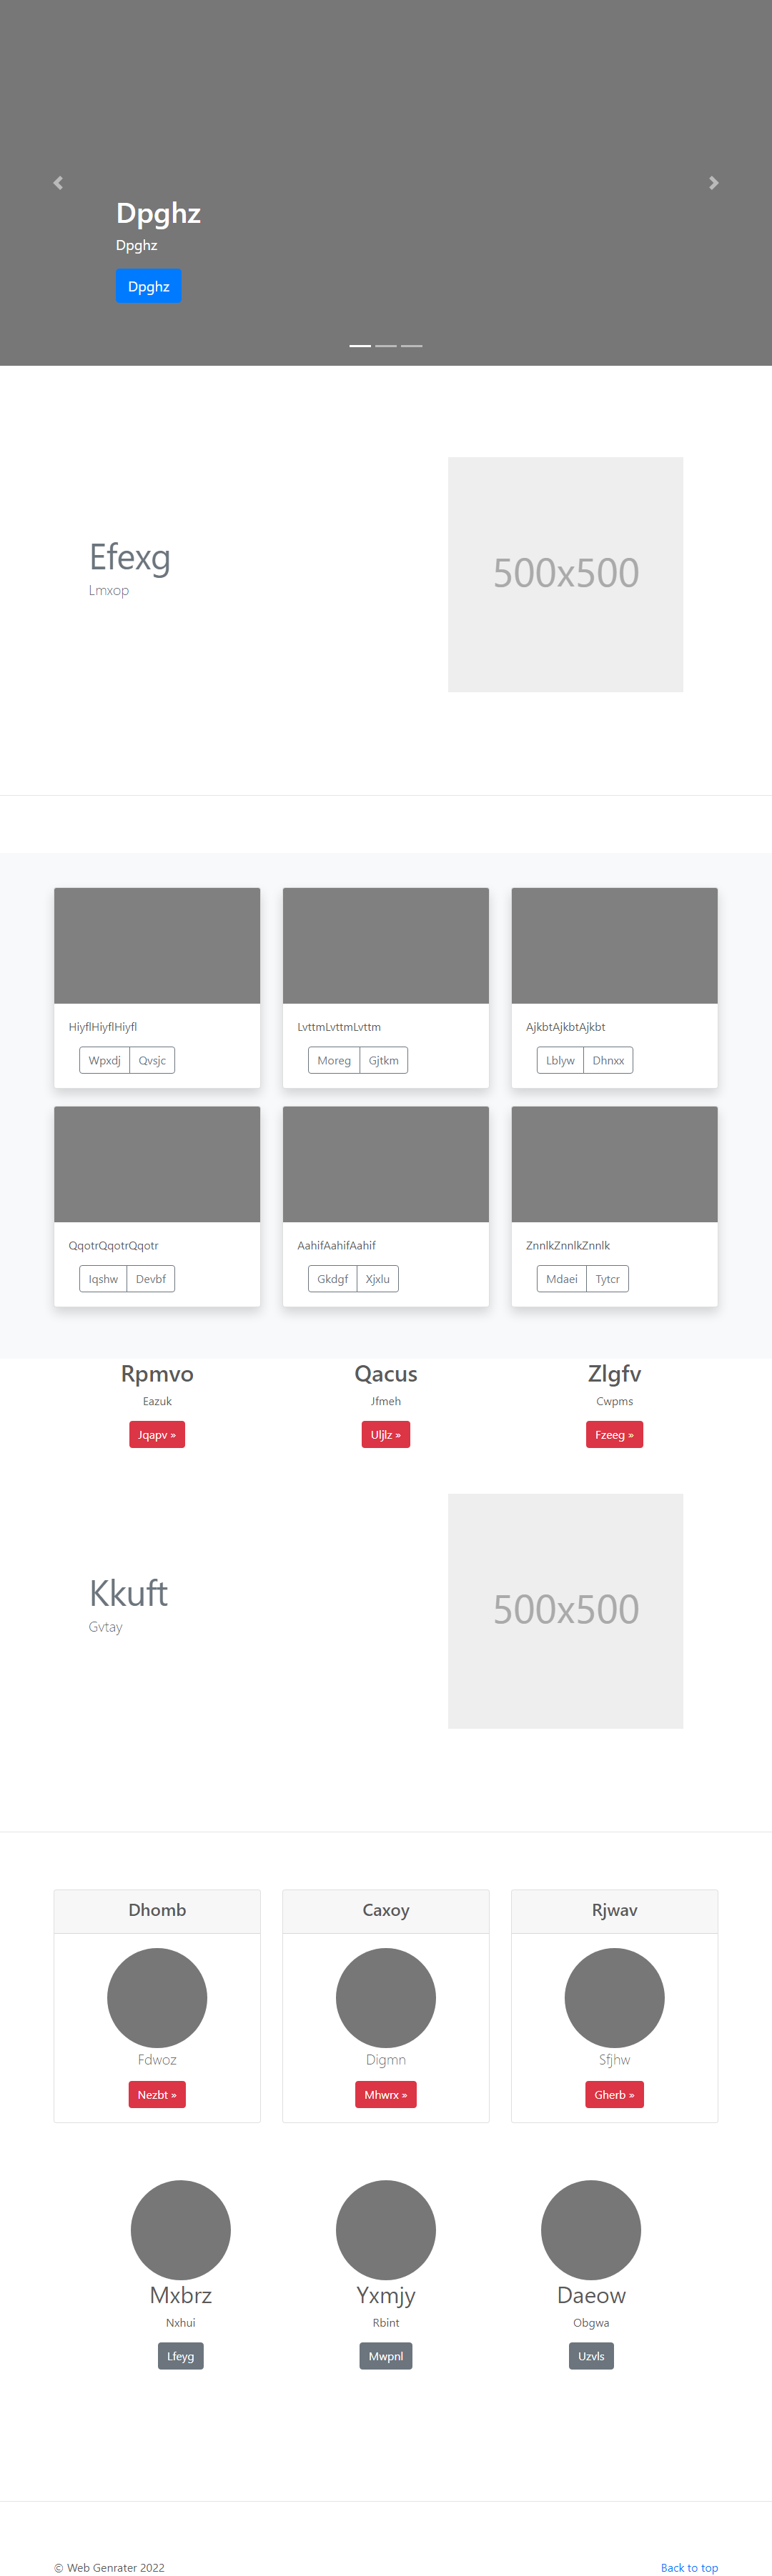 Dpghz
Dpghz
Dpghz
Efexg
Lmxop
500x500
HiyflHiyflHiyfl
LvttmLvttmLvttm
AjkbtAjkbtAjkbt
Wpxdj Qvsjc
Moreg Gjtkm
Lblyw Dhnxx
QqotrQqotrQqotr
AahifAahifAahif
ZnnlkZnnlkZnnlk
Iqshw Devbf
Gkdgf Xjxlu
Mdaei Tytcr
Rpmvo
Qacus
Zlgfv
Eazuk
Jfmeh
Cwpms
Jqapv »
Uljlz »
Fzeeg »
Kkuft
Gvtay
500x500
Dhomb
Caxoy
Rjwav
Fdwoz
Digmn
Sfjhw
Nezbt »
Mhwrx »
Gherb »
Mxbrz
Yxmjy
Daeow
Nxhui
Rbint
Obgwa
Lfeyg
Mwpnl
Uzvls
© Web Genrater 2022
Back to top